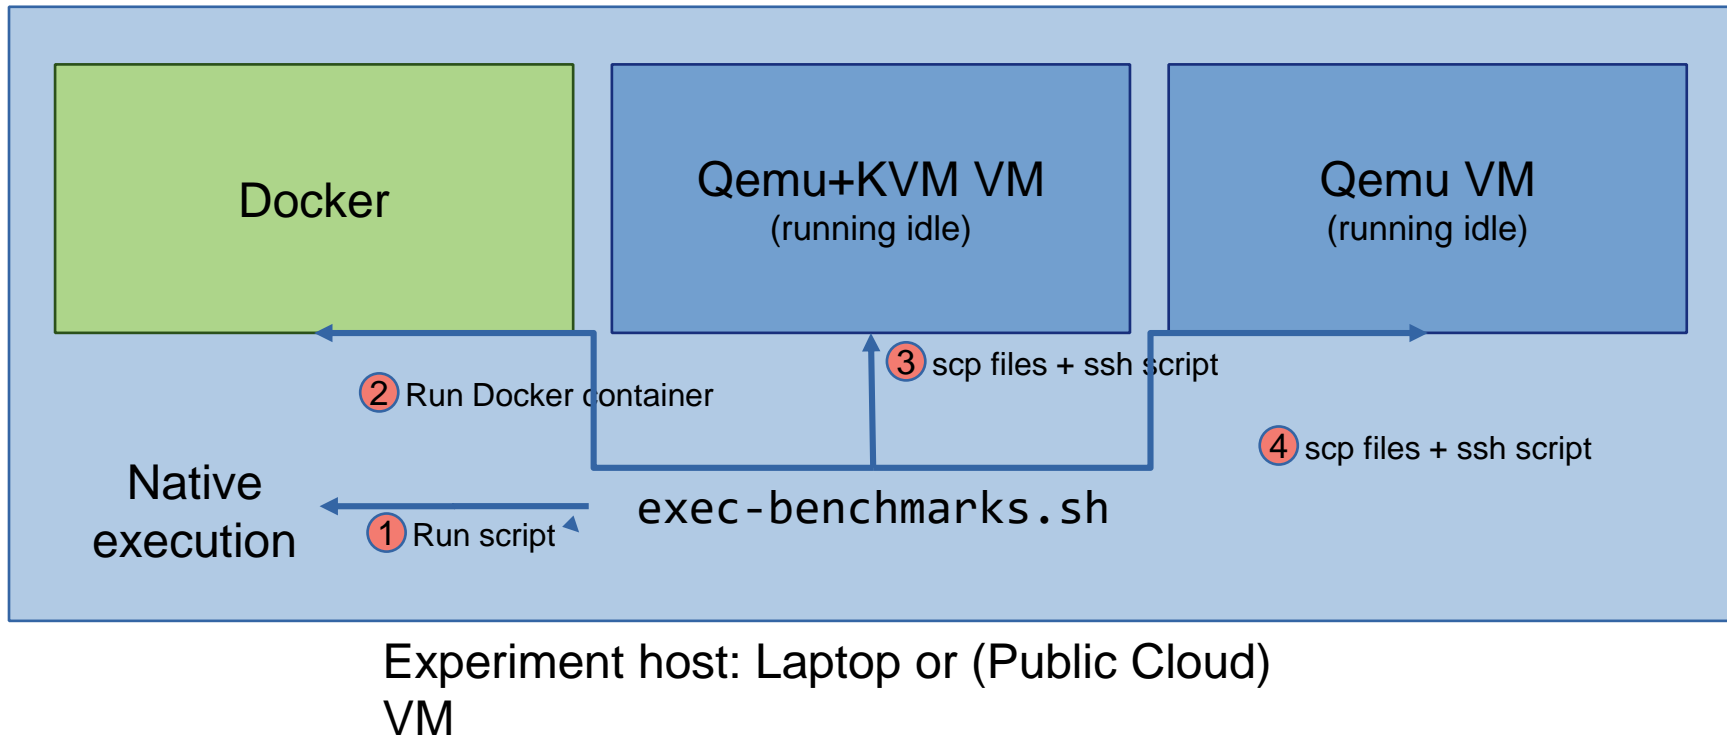 Docker
Qemu+KVM VM
(running idle)
Qemu VM
(running idle)
3 scp files + ssh script
2 Run Docker container
4 scp files + ssh script
Native
execution
exec-benchmarks.sh
1 Run script
Experiment host: Laptop or (Public Cloud)
VM